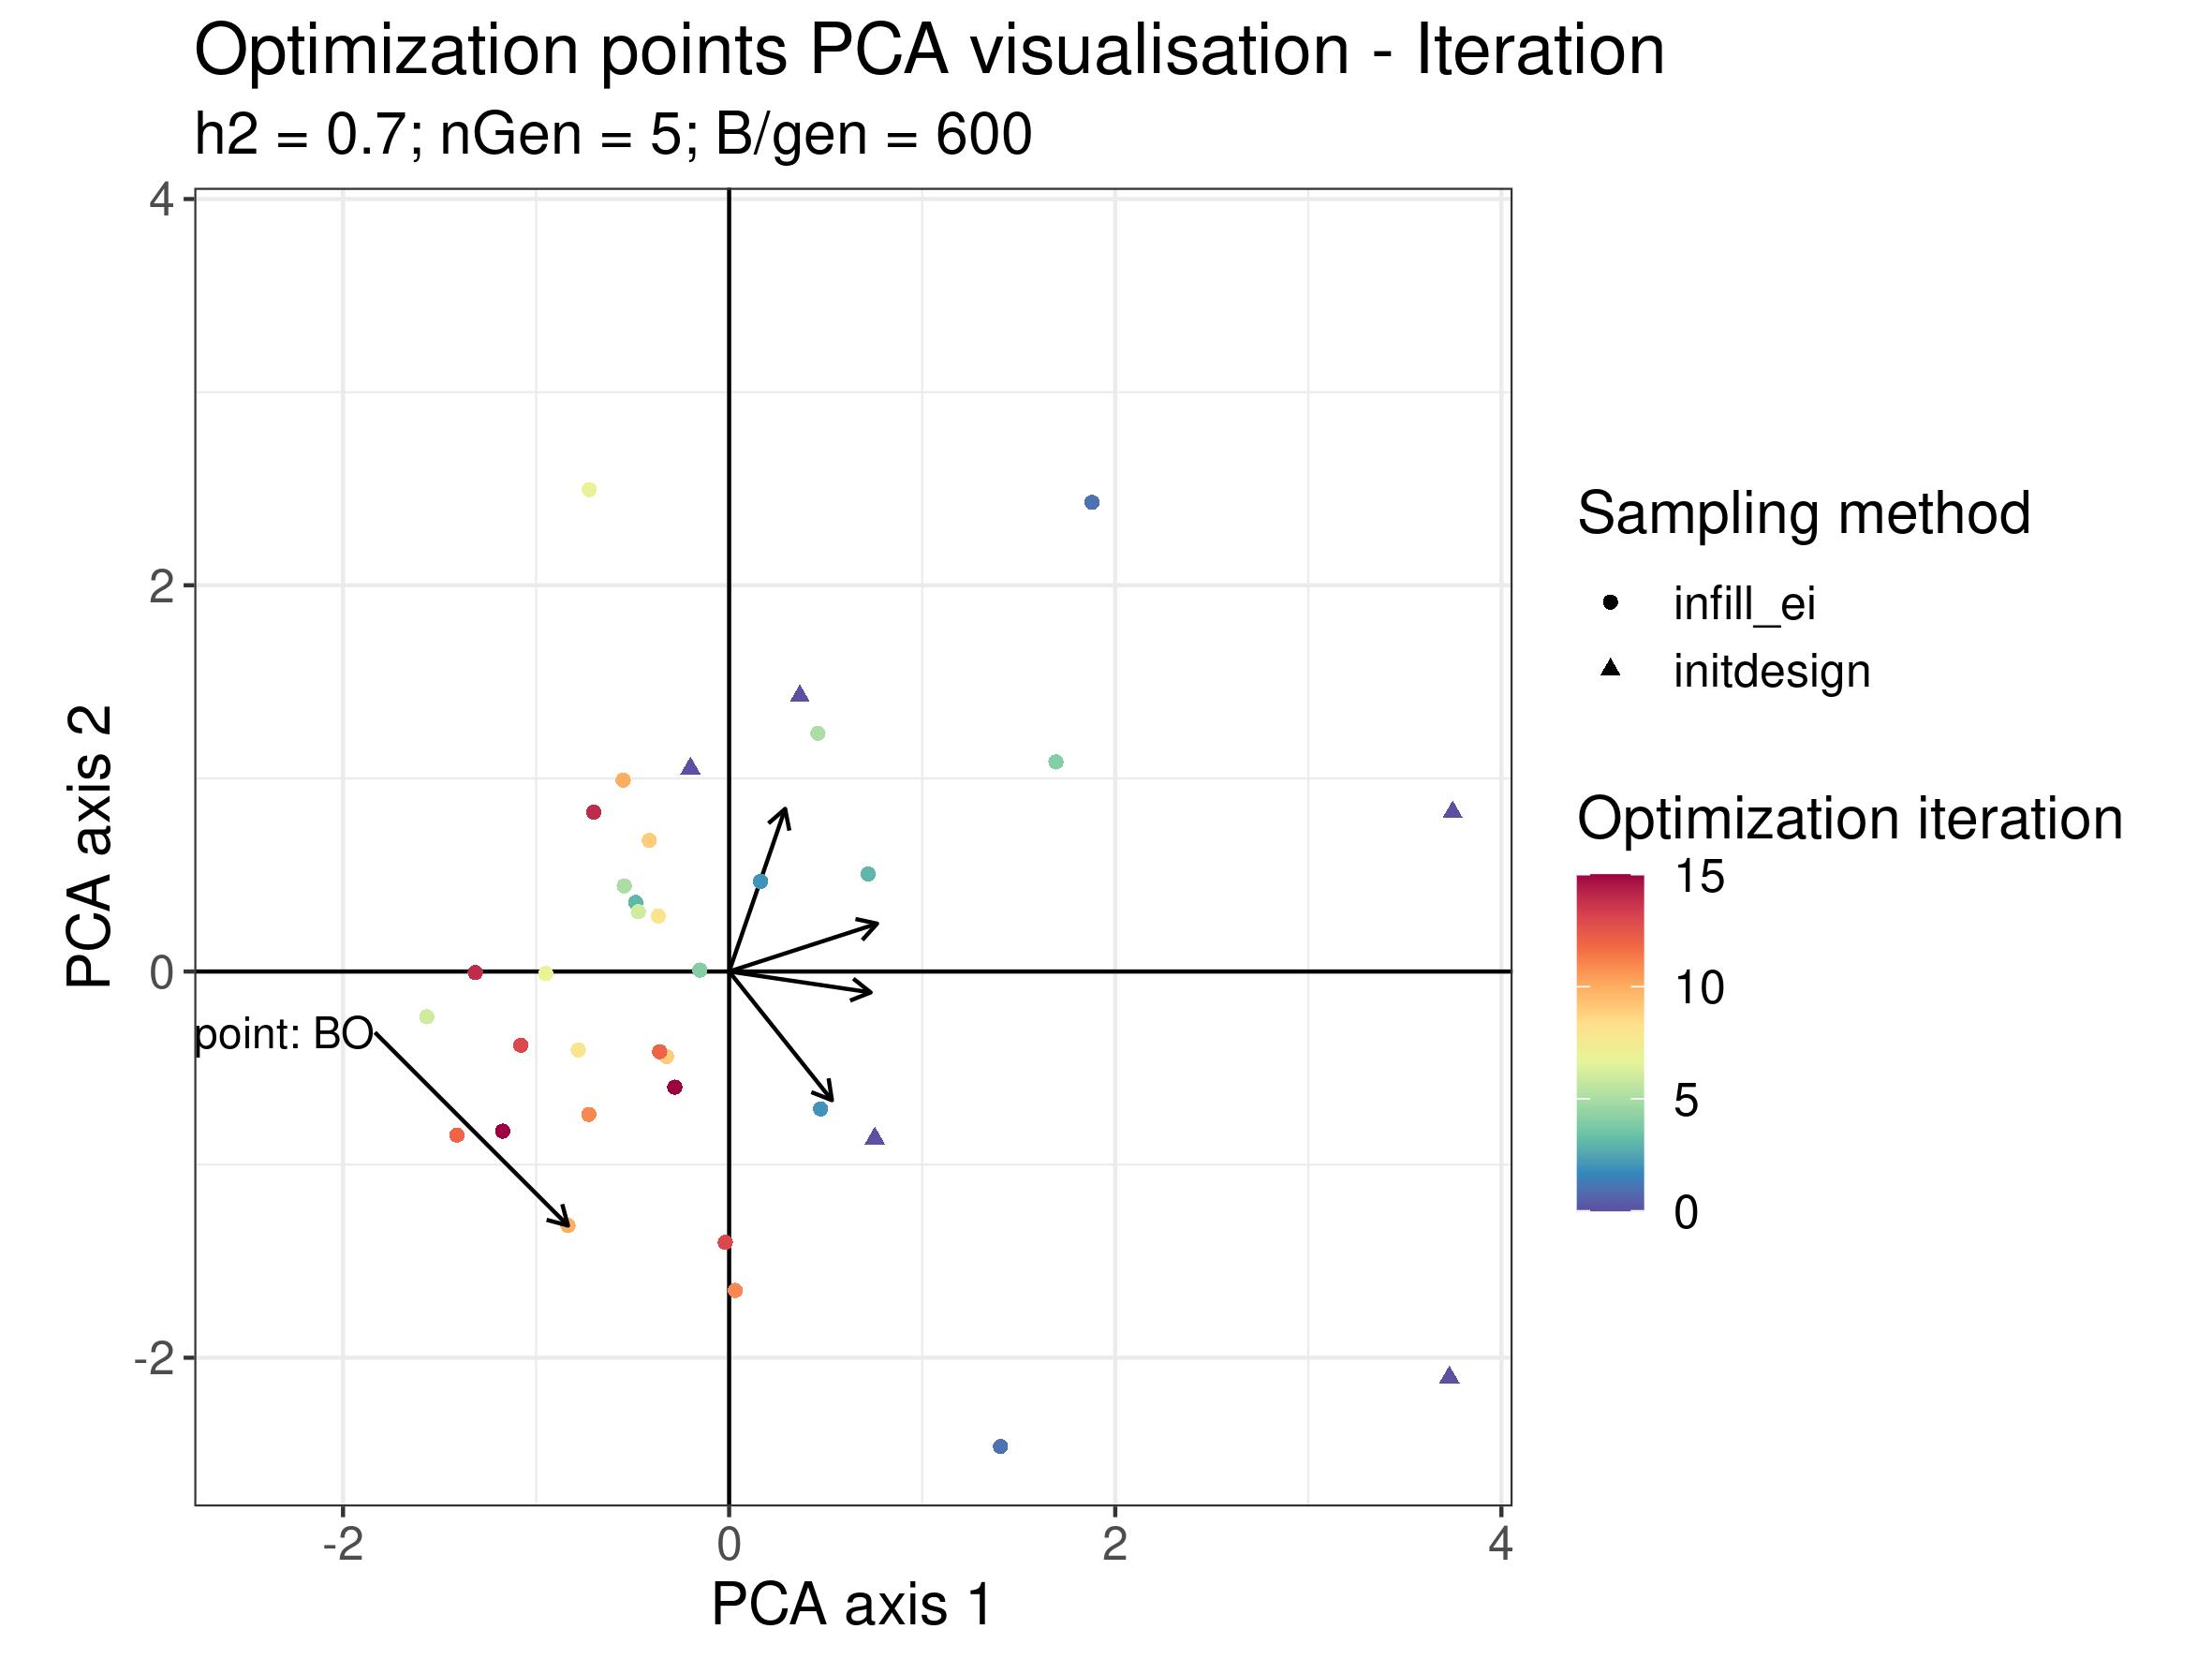 Optimization points PCA visualisation - Iteration
h2 = 0.7; nGen = 5; B/gen = 600
4
2
0
-2
PCA axis 2
point: BO
-2
0
2
4
PCA axis 1
Sampling method
infill_ei
initdesign
Optimization iteration
15
10
5
0